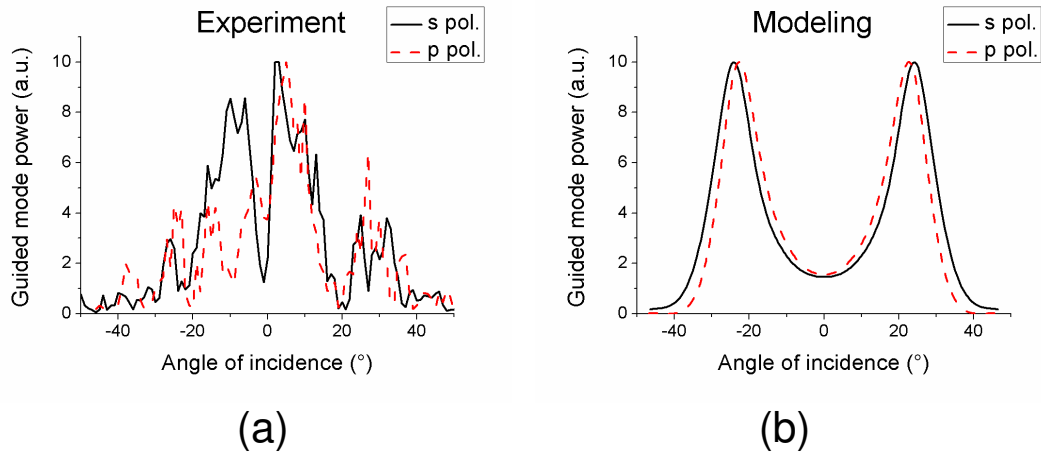 Experiment
s pol.
p pol.
Guided mode power (a.u.)
10
8
6
4
2
0
-40 -20 0 20 40
Angle of incidence (°)
(a)
Modeling
s pol.
p pol.
Guided mode power (a.u.)
10
8
6
4
2
0
-40 -20 0 20 40
Angle of incidence (°)
(b)